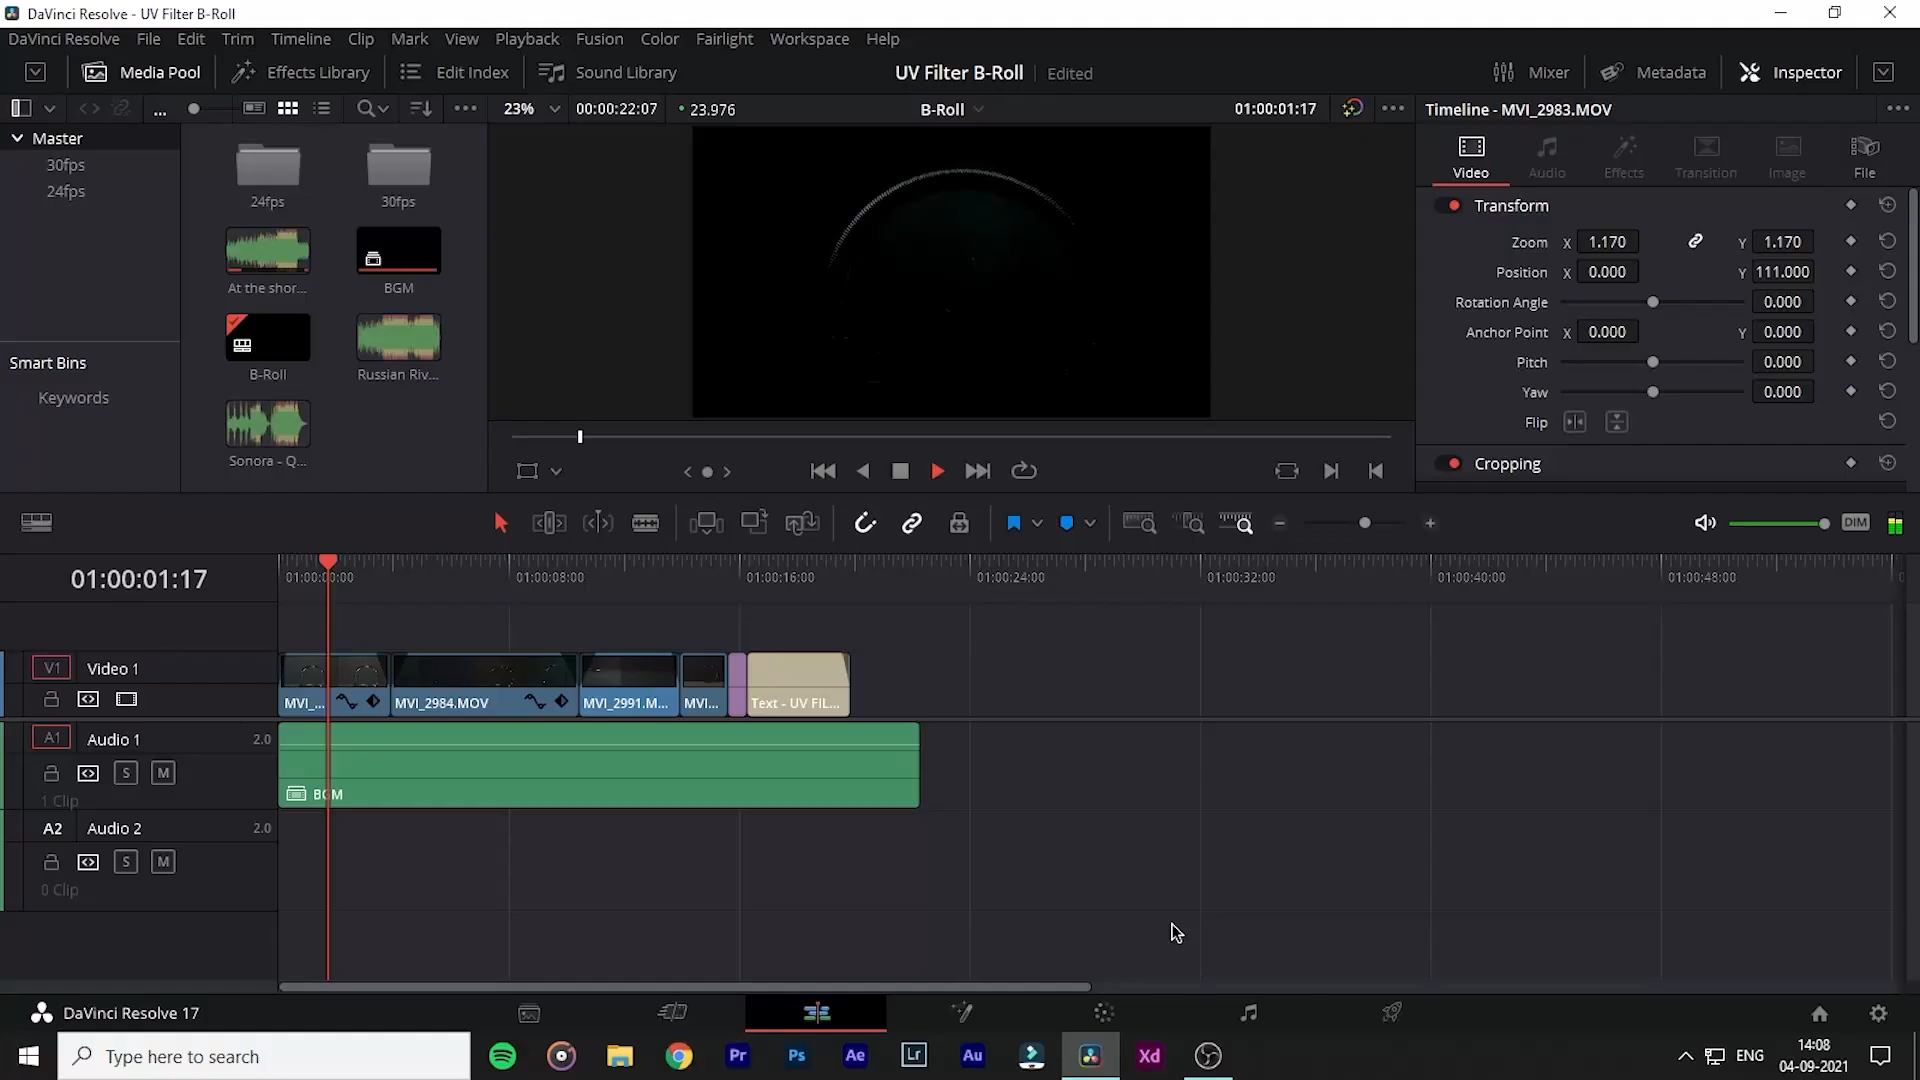 DaVinci Resolve - UV Filter B-Roll
DaVinci Resolve File Edit Trim Timeline Clip Mark View Playback Fusion Color Fairlight Workspace Help
Media Pool Effects Library Edit Index Sound Library UV Filter B-Roll Edited Mixer Metadata Inspector
... 23% 00:00:22:07 23.976 B-Roll 01:00:01:17 Timeline - MVI_2983.MOV
Master
30fps
24fps
Smart Bins
Keywords
24fps 30fps
At the shor... BGM
B-Roll Russian Riv...
Sonora - Q...
Video Audio Effects Transition Image File
Transform
Zoom X 1.170 Y 1.170
Position X 0.000 Y 111.000
Rotation Angle 0.000
Anchor Point X 0.000 Y 0.000
Pitch 0.000
Yaw 0.000
Flip
Cropping
DIM
01:00:01:17
01:00:00:00 01:00:08:00 01:00:16:00 01:00:24:00 01:00:32:00 01:00:40:00 01:00:48:00
V1 Video 1
MVI_... MVI_2984.MOV MVI_2991.M... MVI... Text - UV FIL...
A1 Audio 1 2.0
S M
1 Clip
BGM
A2 Audio 2 2.0
S M
0 Clip
DaVinci Resolve 17
Type here to search
Pr Ps Ae Lr Au Xd
ENG
14:08
04-09-2021